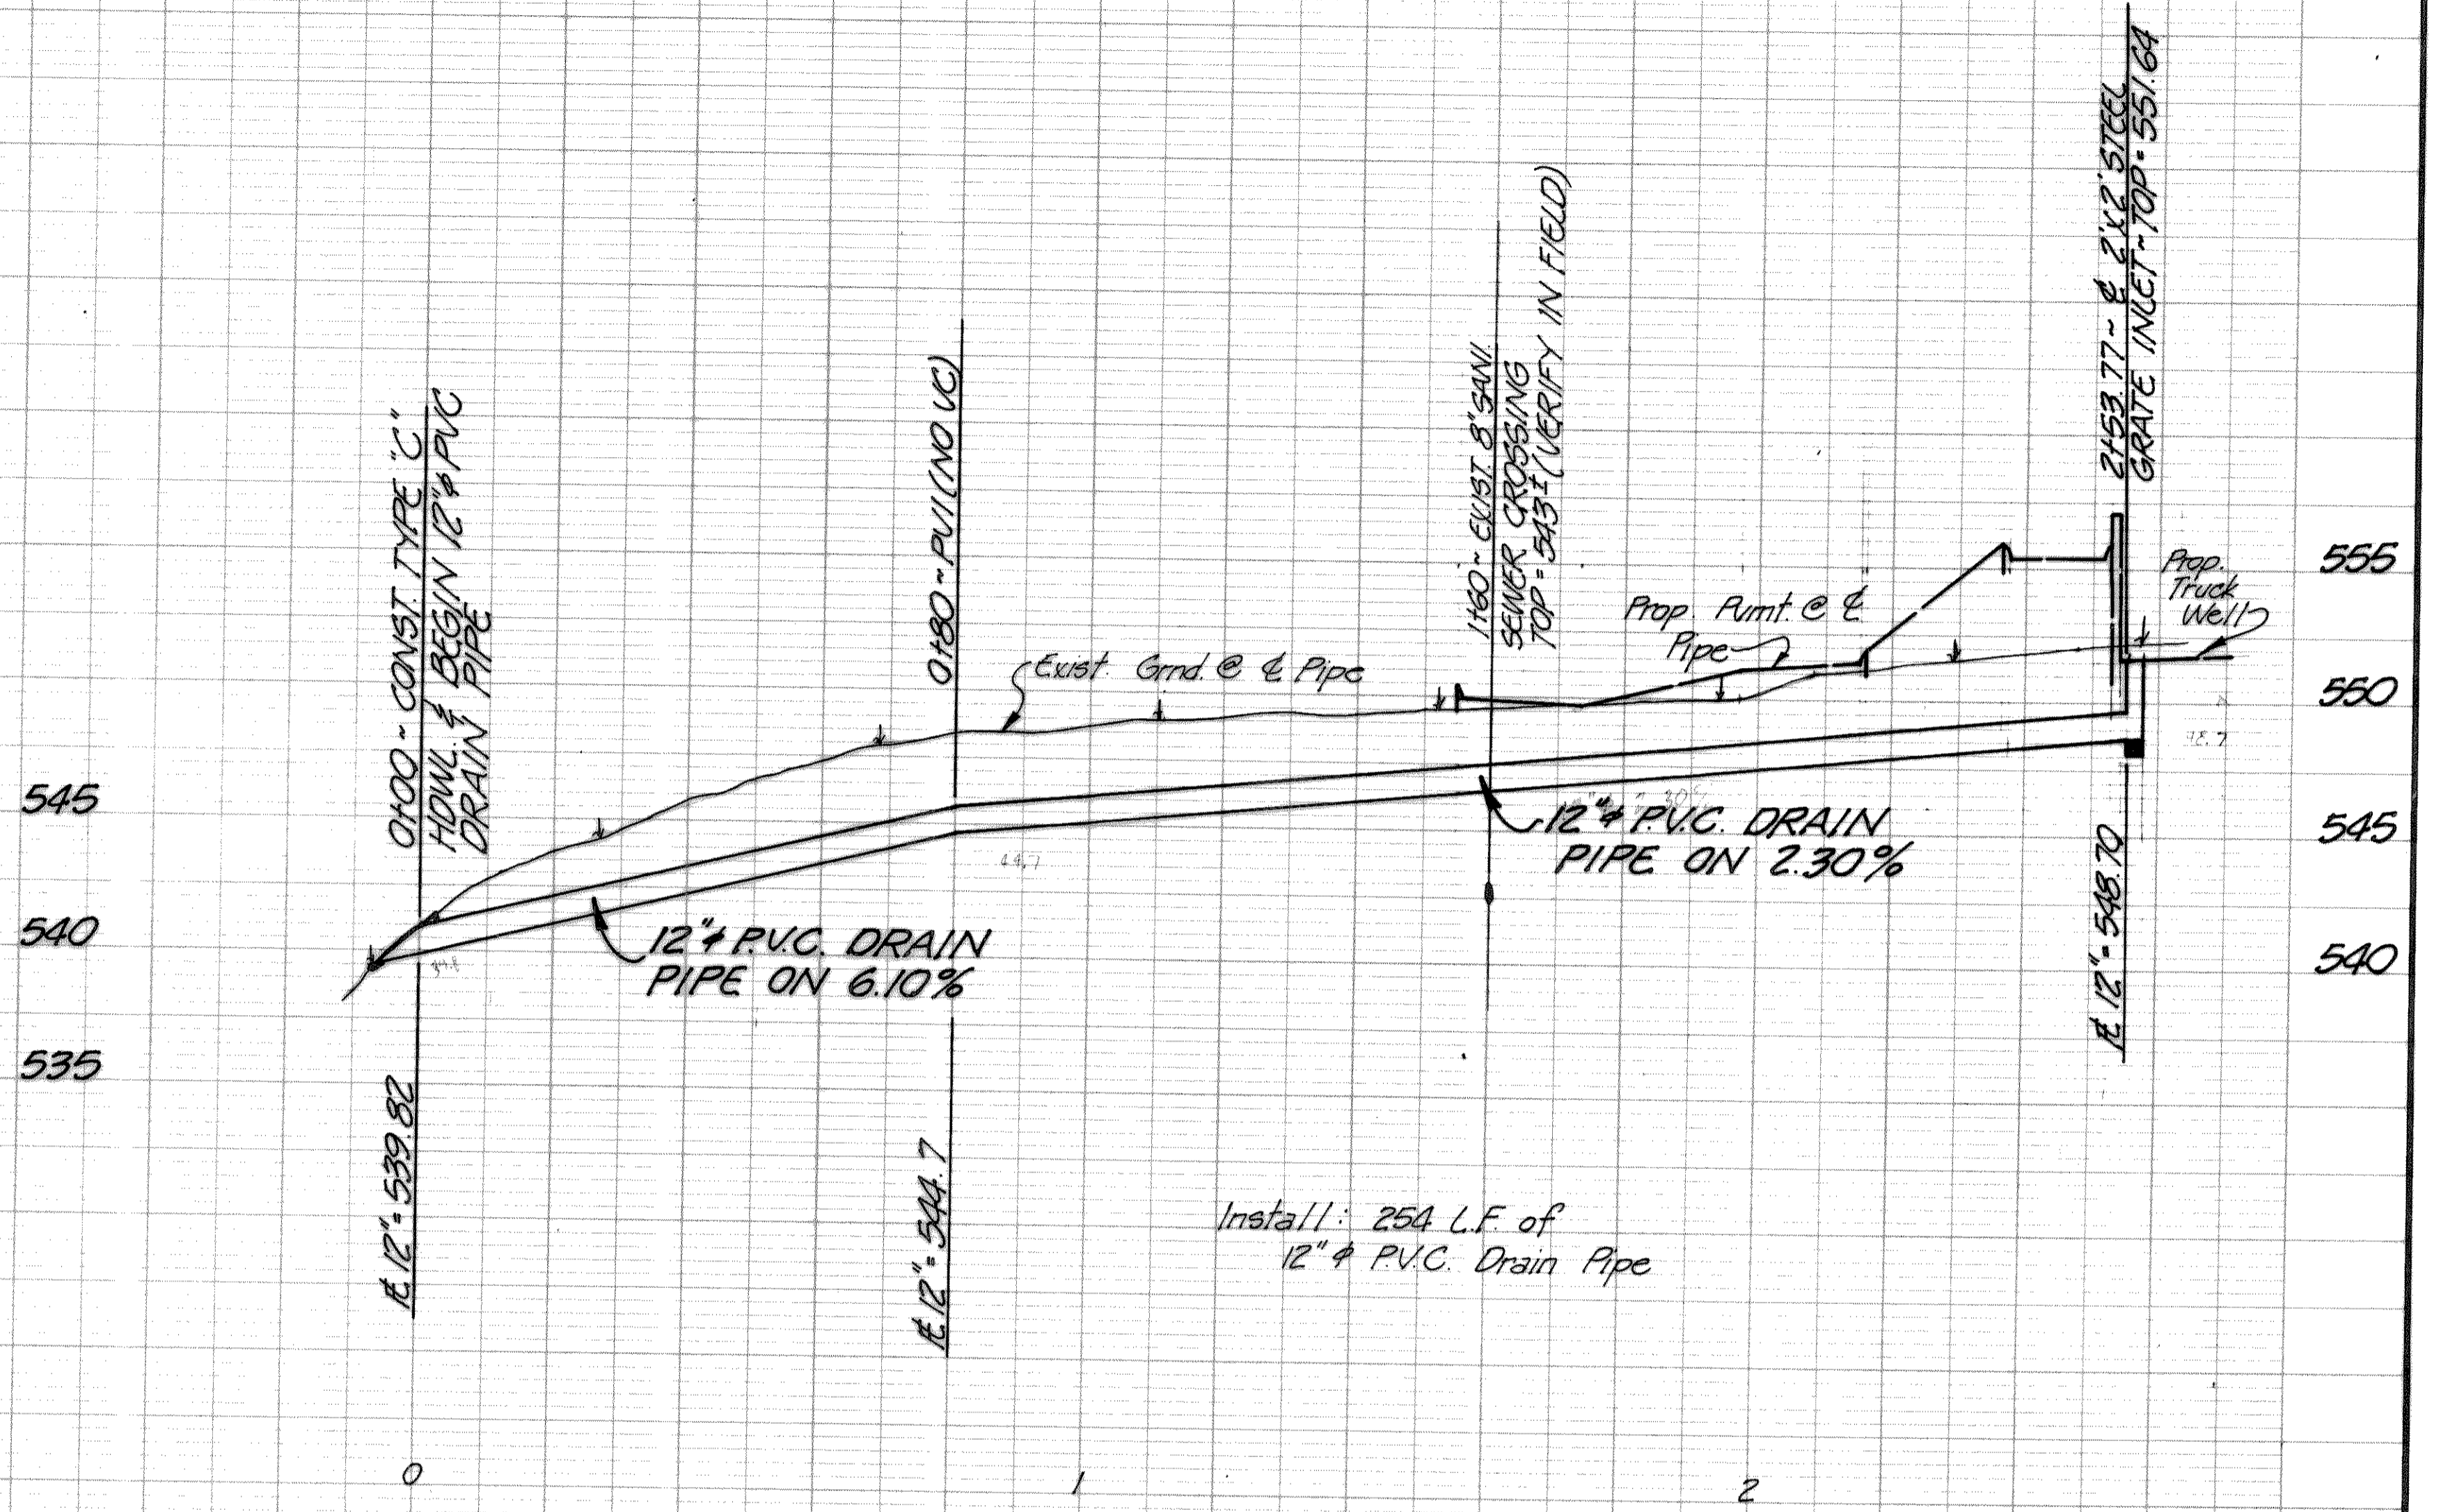 0+00 ~ CONST. TYPE "C"
HDWL. & BEGIN 12"φ PVC
DRAIN PIPE
0+80 ~ PVI (NO VC)
1+60 ~ EXIST. 8" SANI.
SEWER CROSSING
TOP = 543± (VERIFY IN FIELD)
2+53.77 ~ ℄ 2'x2' STEEL
GRATE INLET ~ TOP = 551.64
Exist. Grnd. @ ℄ Pipe
Prop. Pvmt. @ ℄
Pipe
Prop.
Truck
Well
555
550
545
540
545
540
535
48.7
44.7
12"φ P.V.C. DRAIN
PIPE ON 2.30%
12"φ P.V.C. DRAIN
PIPE ON 6.10%
12" = 539.82
12" = 544.7
12" = 548.70
Install: 254 L.F. of
12"φ P.V.C. Drain Pipe
0
1
2